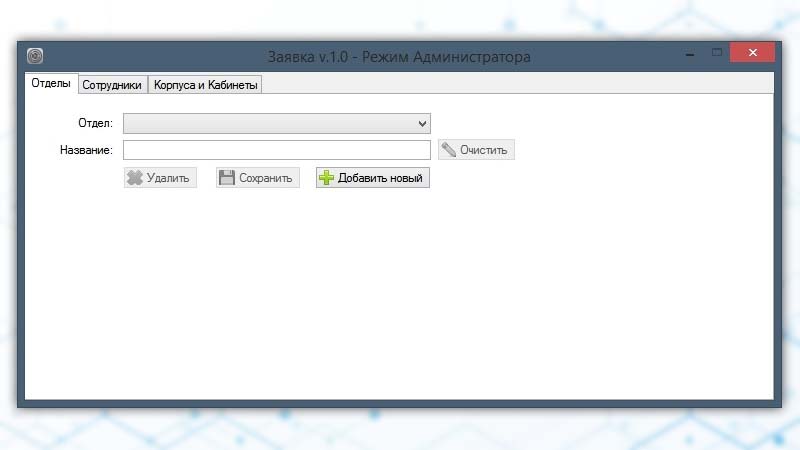 Заявка v.1.0 - Режим Администратора
Отделы Сотрудники Корпуса и Кабинеты
Отдел:
Название: Очистить
Удалить Сохранить Добавить новый